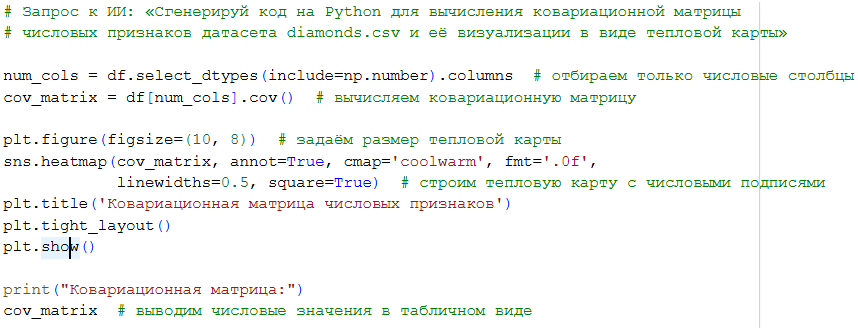 # Запрос к ИИ: «Сгенерируй код на Python для вычисления ковариационной матрицы
# числовых признаков датасета diamonds.csv и её визуализации в виде тепловой карты»
num_cols = df.select_dtypes(include=np.number).columns  # отбираем только числовые столбцы
cov_matrix = df[num_cols].cov()  # вычисляем ковариационную матрицу
plt.figure(figsize=(10, 8))  # задаём размер тепловой карты
sns.heatmap(cov_matrix, annot=True, cmap='coolwarm', fmt='.0f',
            linewidths=0.5, square=True)  # строим тепловую карту с числовыми подписями
plt.title('Ковариационная матрица числовых признаков')
plt.tight_layout()
plt.show()
print("Ковариационная матрица:")
cov_matrix  # выводим числовые значения в табличном виде